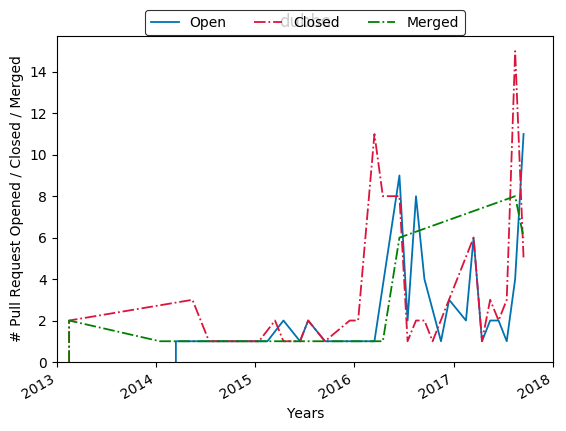 dubbo
Open Closed Merged
# Pull Request Opened / Closed / Merged
14
12
10
8
6
4
2
0
2013 2014 2015 2016 2017 2018
Years